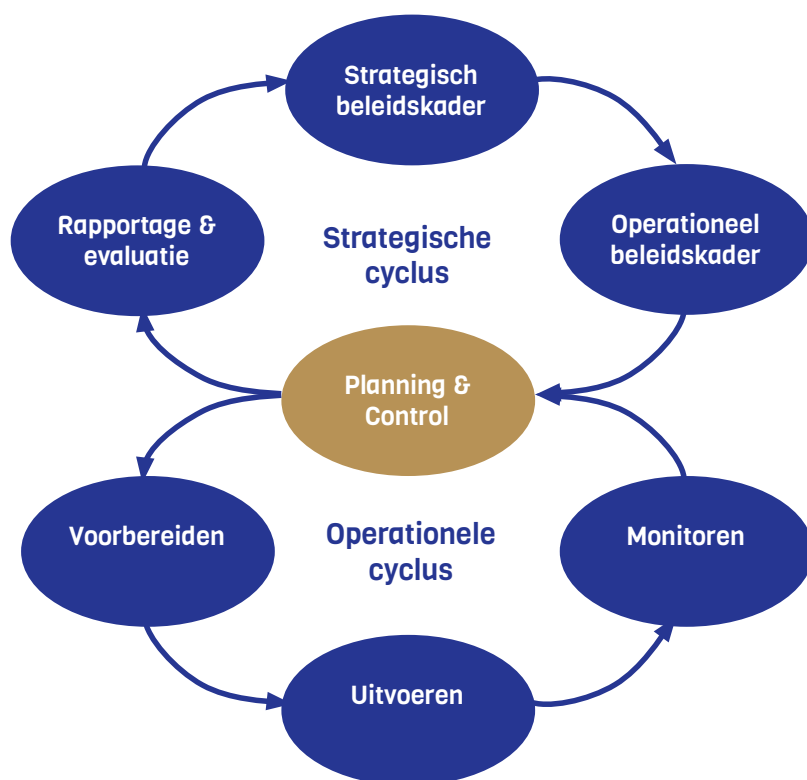 Strategisch
beleidskader
Rapportage &
evaluatie
Strategische
cyclus
Operationeel
beleidskader
Planning &
Control
Voorbereiden
Operationele
cyclus
Monitoren
Uitvoeren